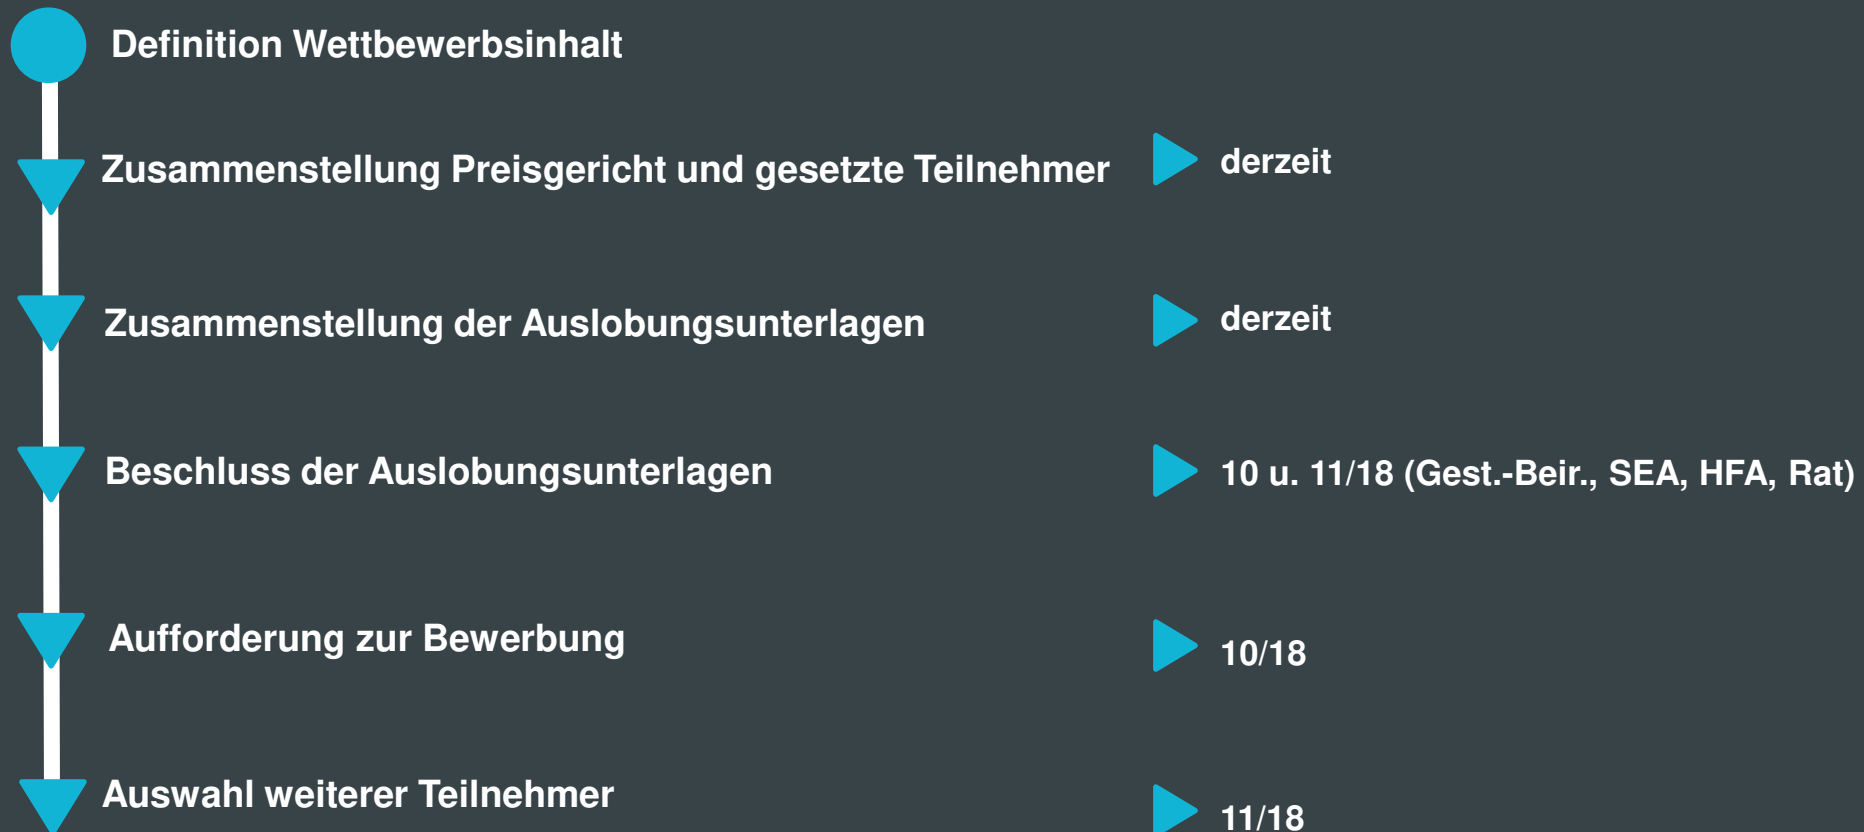 Definition Wettbewerbsinhalt
Zusammenstellung Preisgericht und gesetzte Teilnehmer
derzeit
Zusammenstellung der Auslobungsunterlagen
derzeit
Beschluss der Auslobungsunterlagen
10 u. 11/18 (Gest.-Beir., SEA, HFA, Rat)
Aufforderung zur Bewerbung
10/18
Auswahl weiterer Teilnehmer
11/18